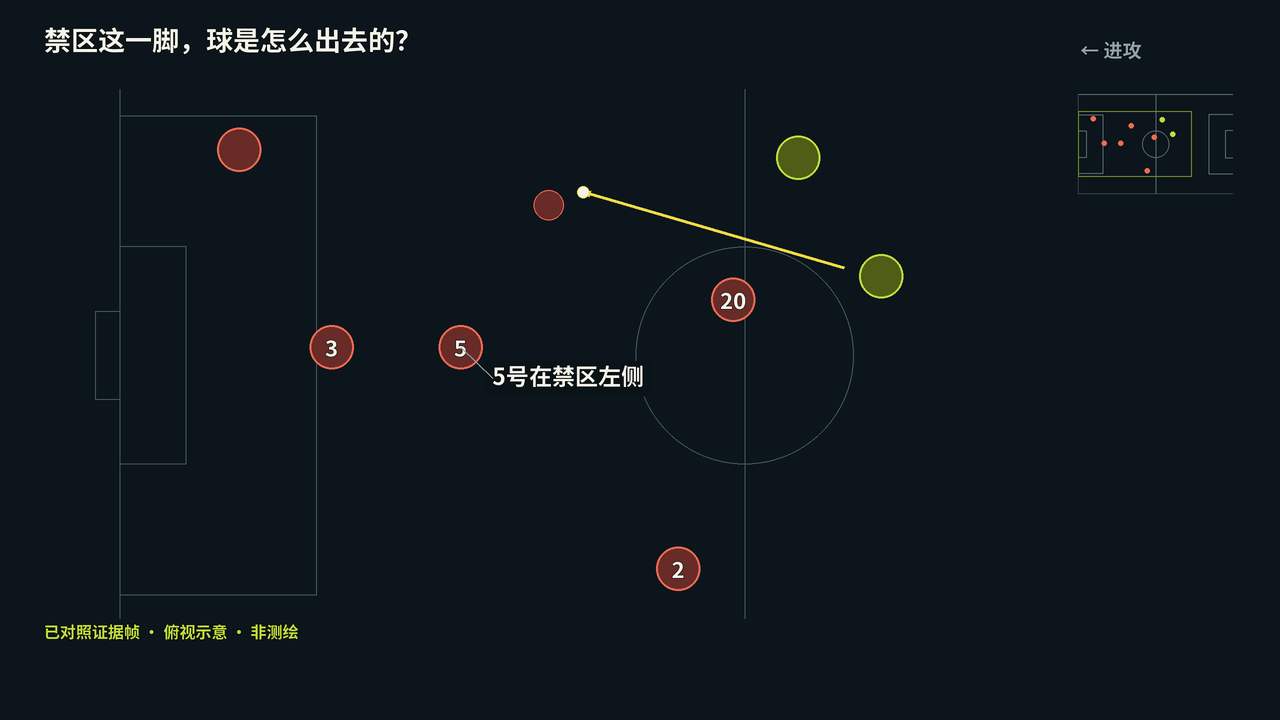 禁区这一脚，球是怎么出去的？
← 进攻
20
3
5
5号在禁区左侧
2
已对照证据帧 · 俯视示意 · 非测绘